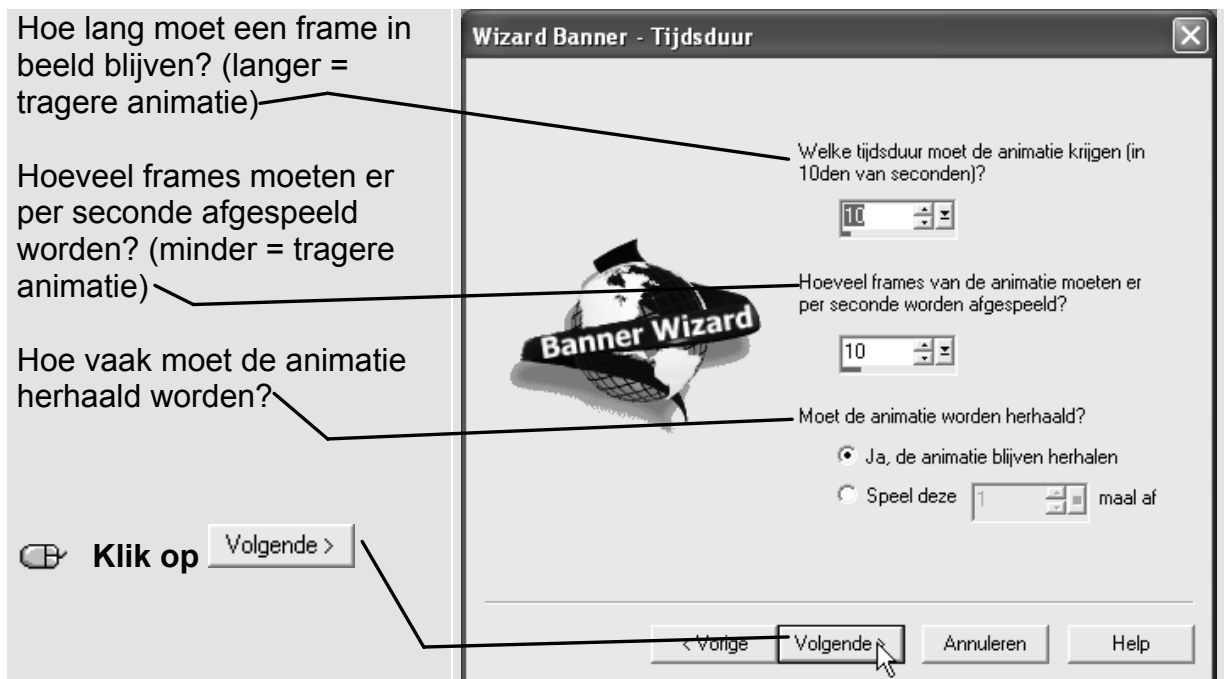 Hoe lang moet een frame in
beeld blijven? (langer =
tragere animatie)
Hoeveel frames moeten er
per seconde afgespeeld
worden? (minder = tragere
animatie)
Hoe vaak moet de animatie
herhaald worden?
Klik op Volgende >
Wizard Banner - Tijdsduur
Welke tijdsduur moet de animatie krijgen (in
10den van seconden)?
10
Hoeveel frames van de animatie moeten er
per seconde worden afgespeeld?
10
Banner Wizard
Moet de animatie worden herhaald?
Ja, de animatie blijven herhalen
Speel deze 1 maal af
< Vorige Volgende > Annuleren Help